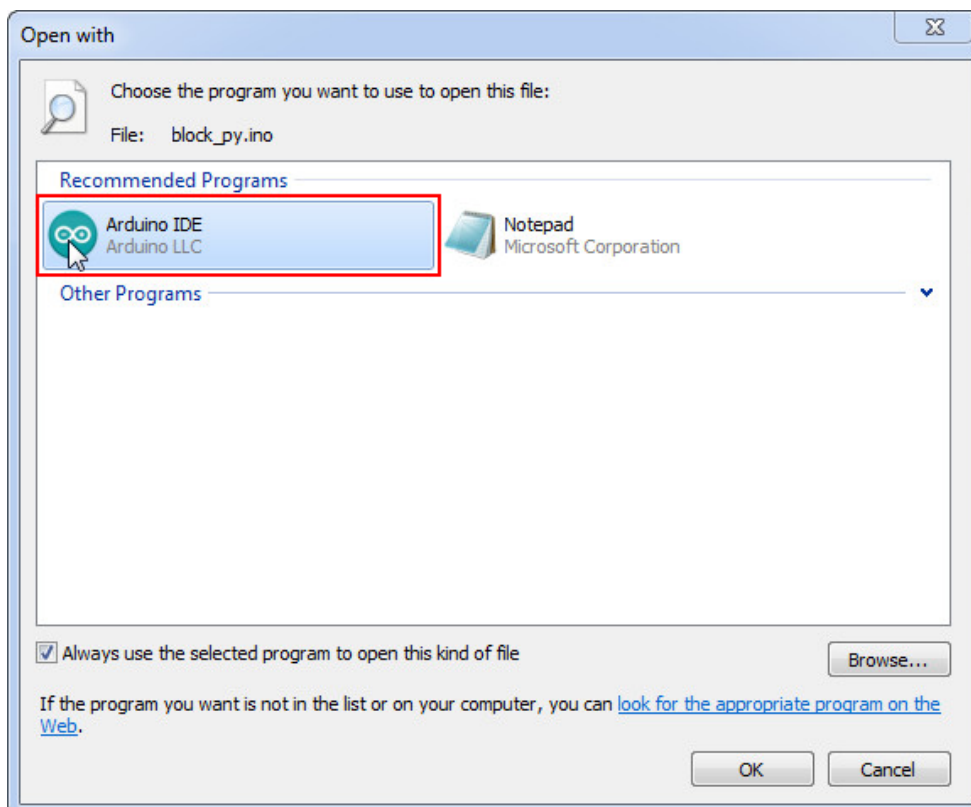 Open with
Choose the program you want to use to open this file:
File: block_py.ino
Recommended Programs
Arduino IDE
Arduino LLC
Notepad
Microsoft Corporation
Other Programs
Always use the selected program to open this kind of file
Browse...
If the program you want is not in the list or on your computer, you can look for the appropriate program on the
Web.
OK
Cancel